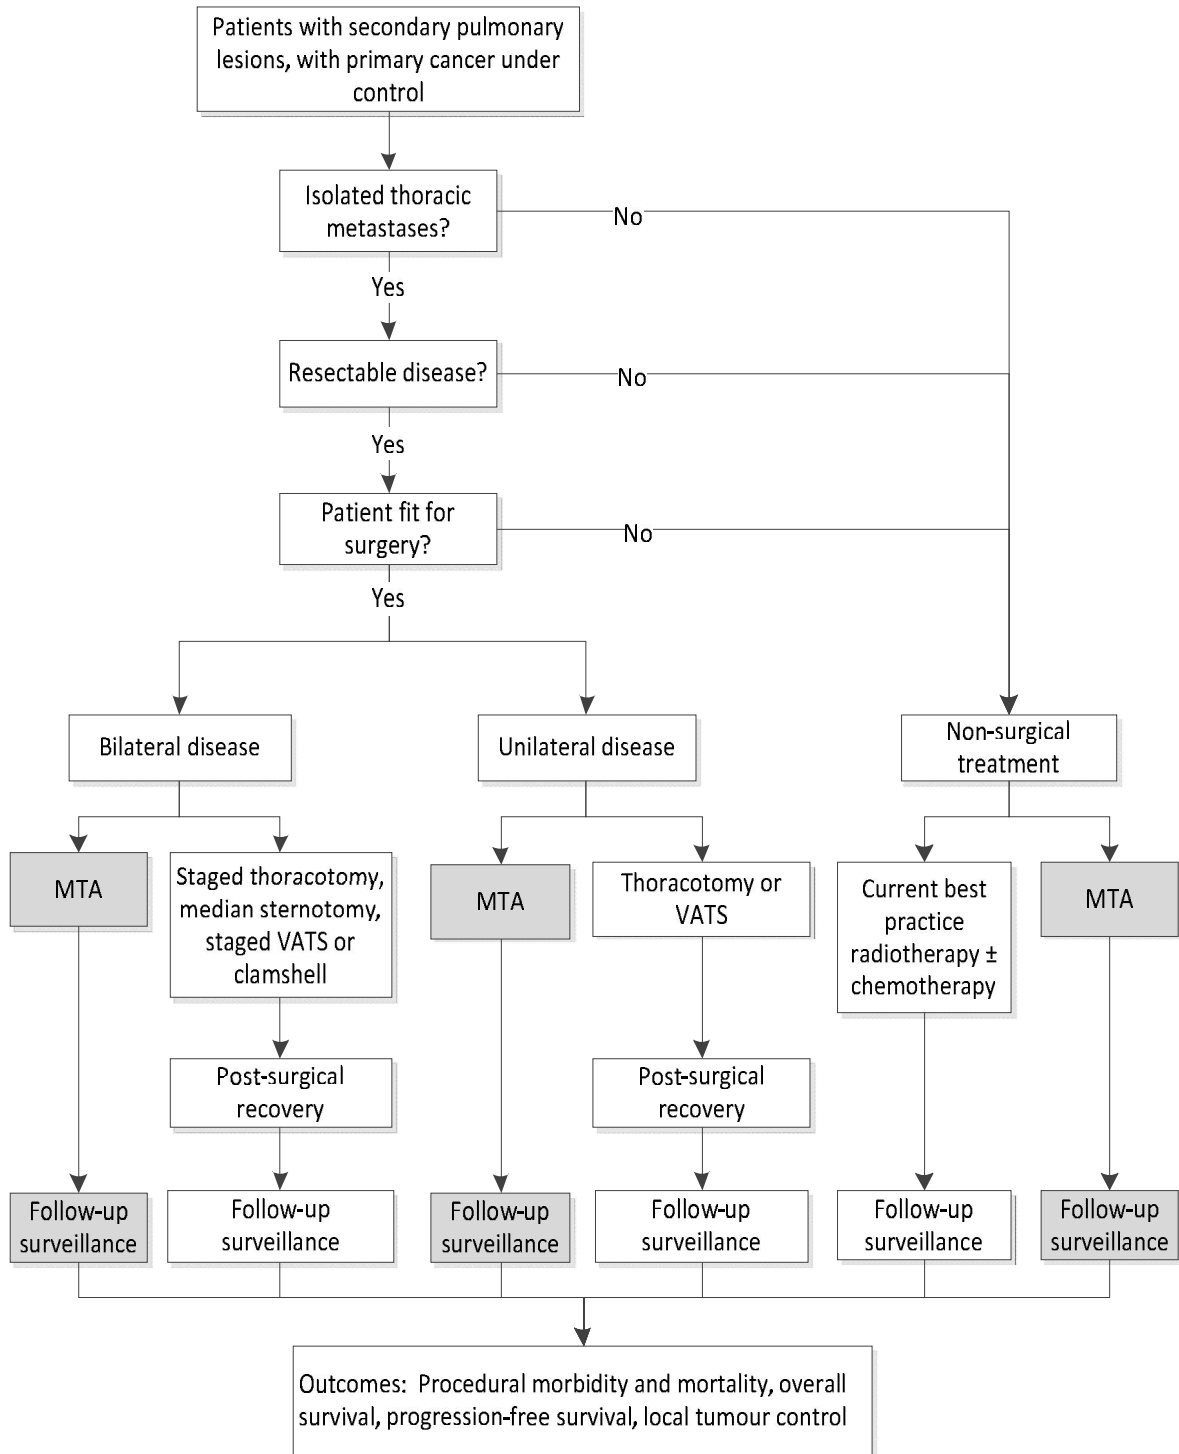 Patients with secondary pulmonary
lesions, with primary cancer under
control
Isolated thoracic
metastases?
No
Yes
Resectable disease?
No
Yes
Patient fit for
surgery?
No
Yes
Bilateral disease
Unilateral disease
Non-surgical
treatment
MTA
Staged thoracotomy,
median sternotomy,
staged VATS or
clamshell
MTA
Thoracotomy or
VATS
Current best
practice
radiotherapy ±
chemotherapy
MTA
Post-surgical
recovery
Post-surgical
recovery
Follow-up
surveillance
Follow-up
surveillance
Follow-up
surveillance
Follow-up
surveillance
Follow-up
surveillance
Follow-up
surveillance
Outcomes: Procedural morbidity and mortality, overall
survival, progression-free survival, local tumour control